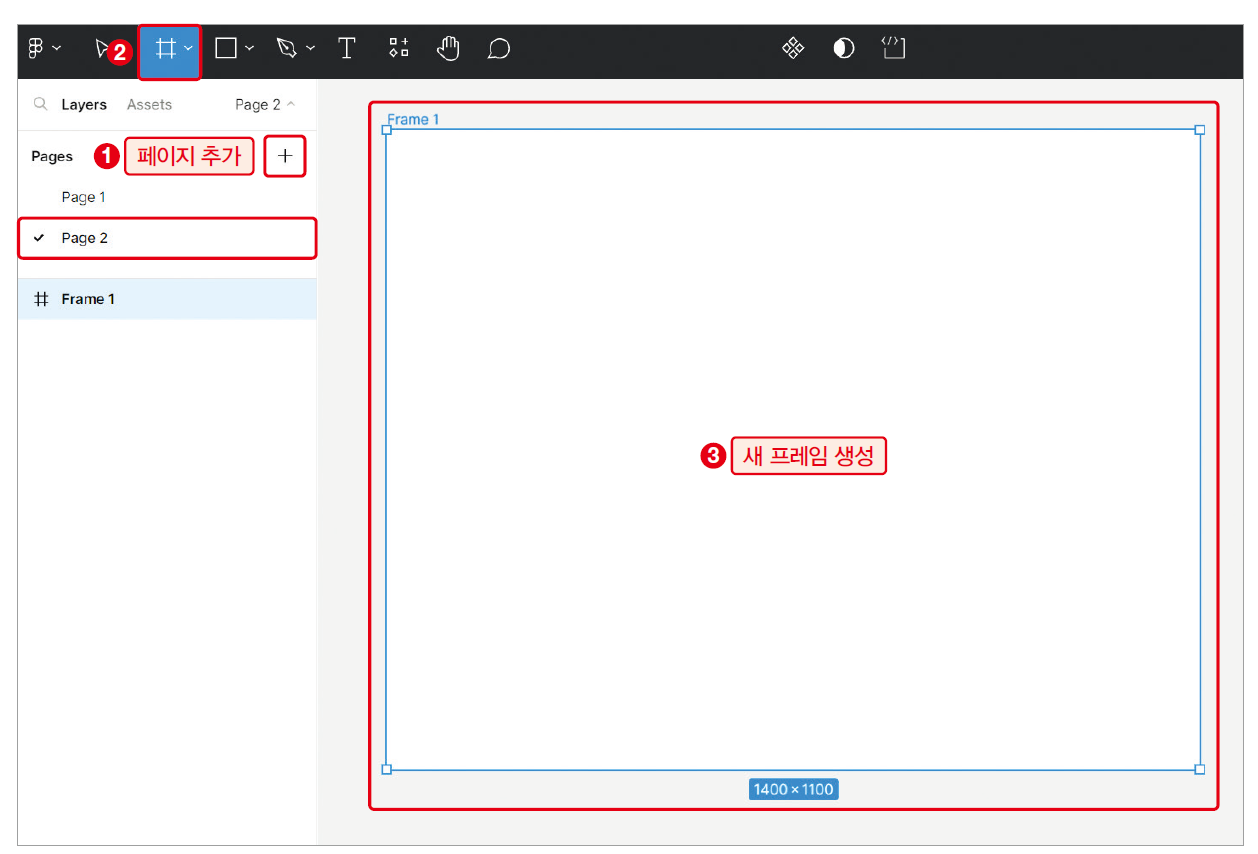 2
Layers Assets Page 2
Pages 1 페이지 추가 +
Page 1
Page 2
Frame 1
Frame 1
3 새 프레임 생성
1400 × 1100